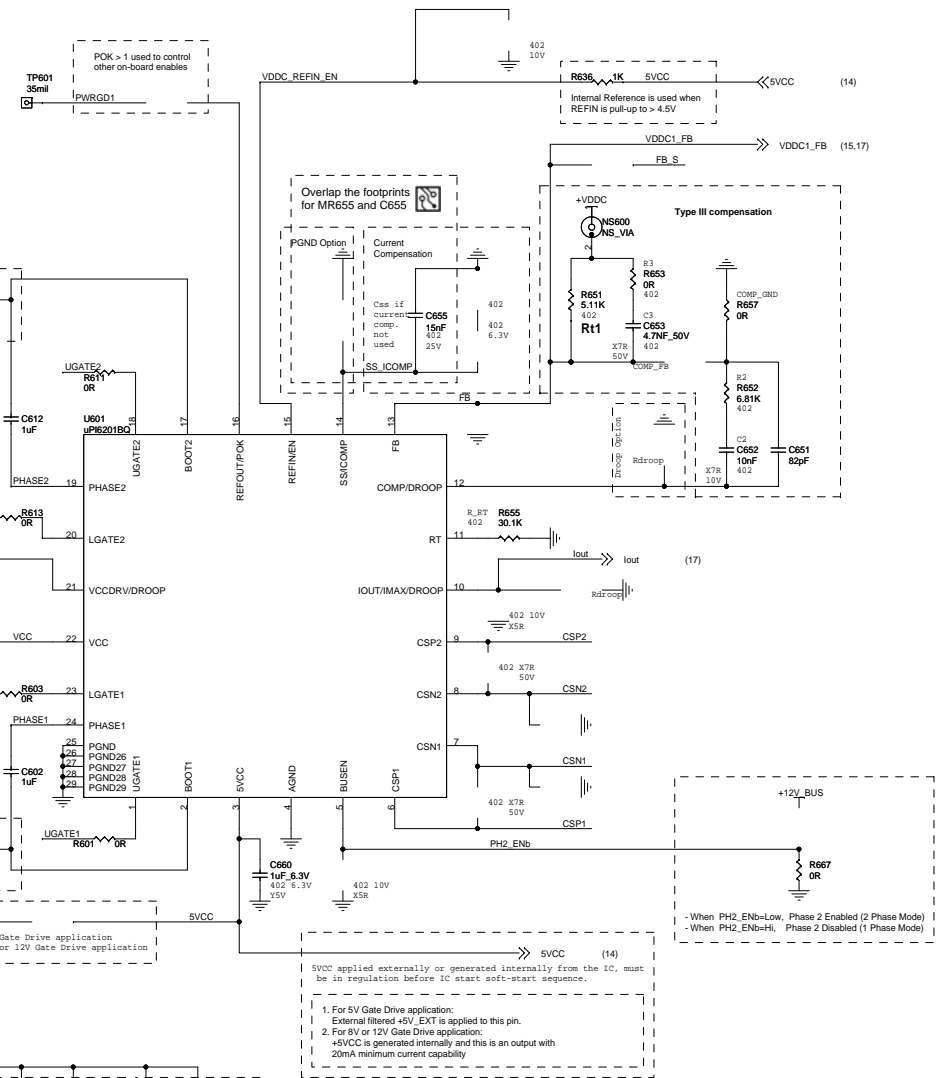 402
10V
POK > 1 used to control
other on-board enables
TP601
35mil
PWRGD1
VDDC_REFIN_EN
R636
1K
5VCC
5VCC
(14)
Internal Reference is used when
REFIN is pull-up to > 4.5V
VDDC1_FB
VDDC1_FB
(15,17)
FB_S
Overlap the footprints
for MR655 and C655
+VDDC
Type III compensation
NS600
NS_VIA
1
2
PGND Option
Current
Compensation
R3
R653
0R
402
R651
5.11K
402
Rt1
C3
C653
4.7NF_50V
402
X7R
50V
COMP_FB
COMP_GND
R657
0R
Css if
current
comp.
not
used
C655
15nF
402
25V
402
402
6.3V
SS_ICOMP
R2
R652
6.81K
402
UGATE2
R611
0R
FB
C612
1uF
U601
uPI6201BQ
18
17
16
15
14
13
UGATE2
BOOT2
REFOUT/POK
REFIN/EN
SS/ICOMP
FB
Droop Option
Rdroop
C2
C652
10nF
402
X7R
10V
C651
82pF
PHASE2
19
PHASE2
COMP/DROOP
12
R613
0R
20
LGATE2
RT
11
R_RT
402
R655
30.1K
Iout
Iout
(17)
21
VCCDRV/DROOP
IOUT/IMAX/DROOP
10
Rdroop
402 10V
X5R
VCC
22
VCC
CSP2
9
CSP2
402 X7R
50V
R603
0R
23
LGATE1
CSN2
8
CSN2
PHASE1
24
PHASE1
25
PGND
26
PGND26
27
PGND27
28
PGND28
29
PGND29
CSN1
7
CSN1
C602
1uF
UGATE1
BOOT1
5VCC
AGND
BUSEN
CSP1
1
2
3
4
5
6
402 X7R
50V
CSP1
+12V_BUS
UGATE1
R601
0R
PH2_ENb
R667
0R
C660
1uF_6.3V
402 6.3V
Y5V
402 10V
X5R
- When PH2_ENb=Low, Phase 2 Enabled (2 Phase Mode)
- When PH2_ENb=Hi, Phase 2 Disabled (1 Phase Mode)
5VCC
Gate Drive application
or 12V Gate Drive application
5VCC
(14)
5VCC applied externally or generated internally from the IC, must
be in regulation before IC start soft-start sequence.
1. For 5V Gate Drive application:
External filtered +5V_EXT is applied to this pin.
2. For 8V or 12V Gate Drive application:
+5VCC is generated internally and this is an output with
20mA minimum current capability